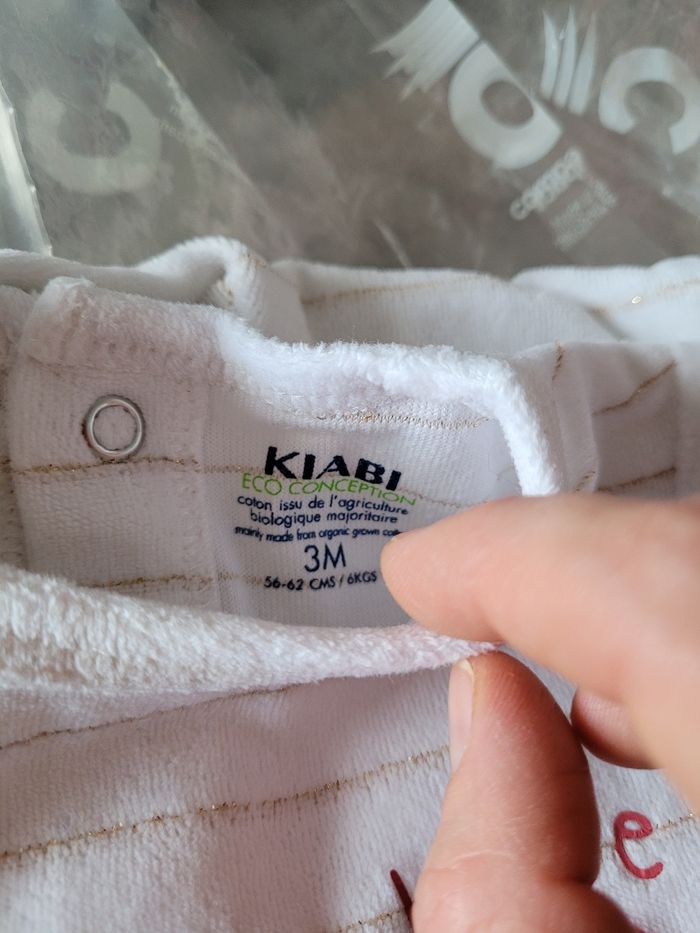 KIABI
ECO CONCEPTION
coton issu de l'agriculture
biologique majoritaire
mainly made from organic grown
3M
56-62 CMS / 6KGS
e